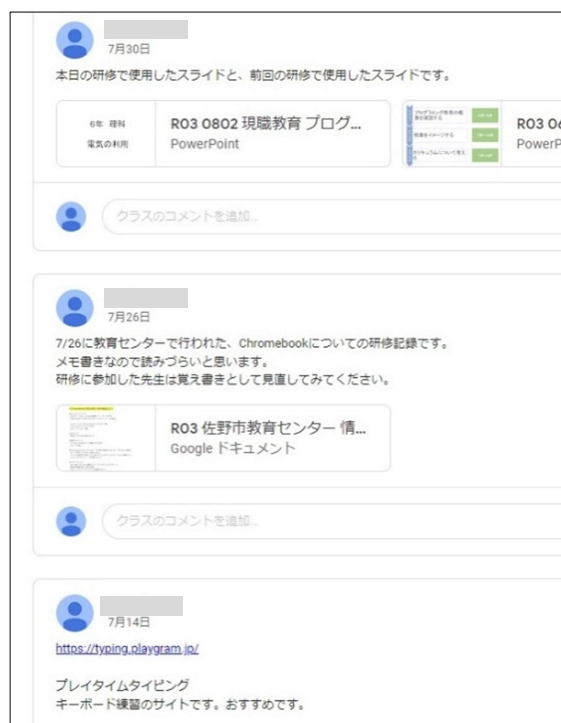 7月30日
本日の研修で使用したスライドと、前回の研修で使用したスライドです。
6年 理科
電気の利用
R03 0802 現職教育 プログ...
PowerPoint
R03 06
PowerP
クラスのコメントを追加...
7月26日
7/26に教育センターで行われた、Chromebookについての研修記録です。
メモ書きなので読みづらいと思います。
研修に参加した先生は覚え書きとして見直してみてください。
R03 佐野市教育センター 情...
Google ドキュメント
クラスのコメントを追加...
7月14日
https://typing.playgram.jp/
プレイタイムタイピング
キーボード練習のサイトです。おすすめです。